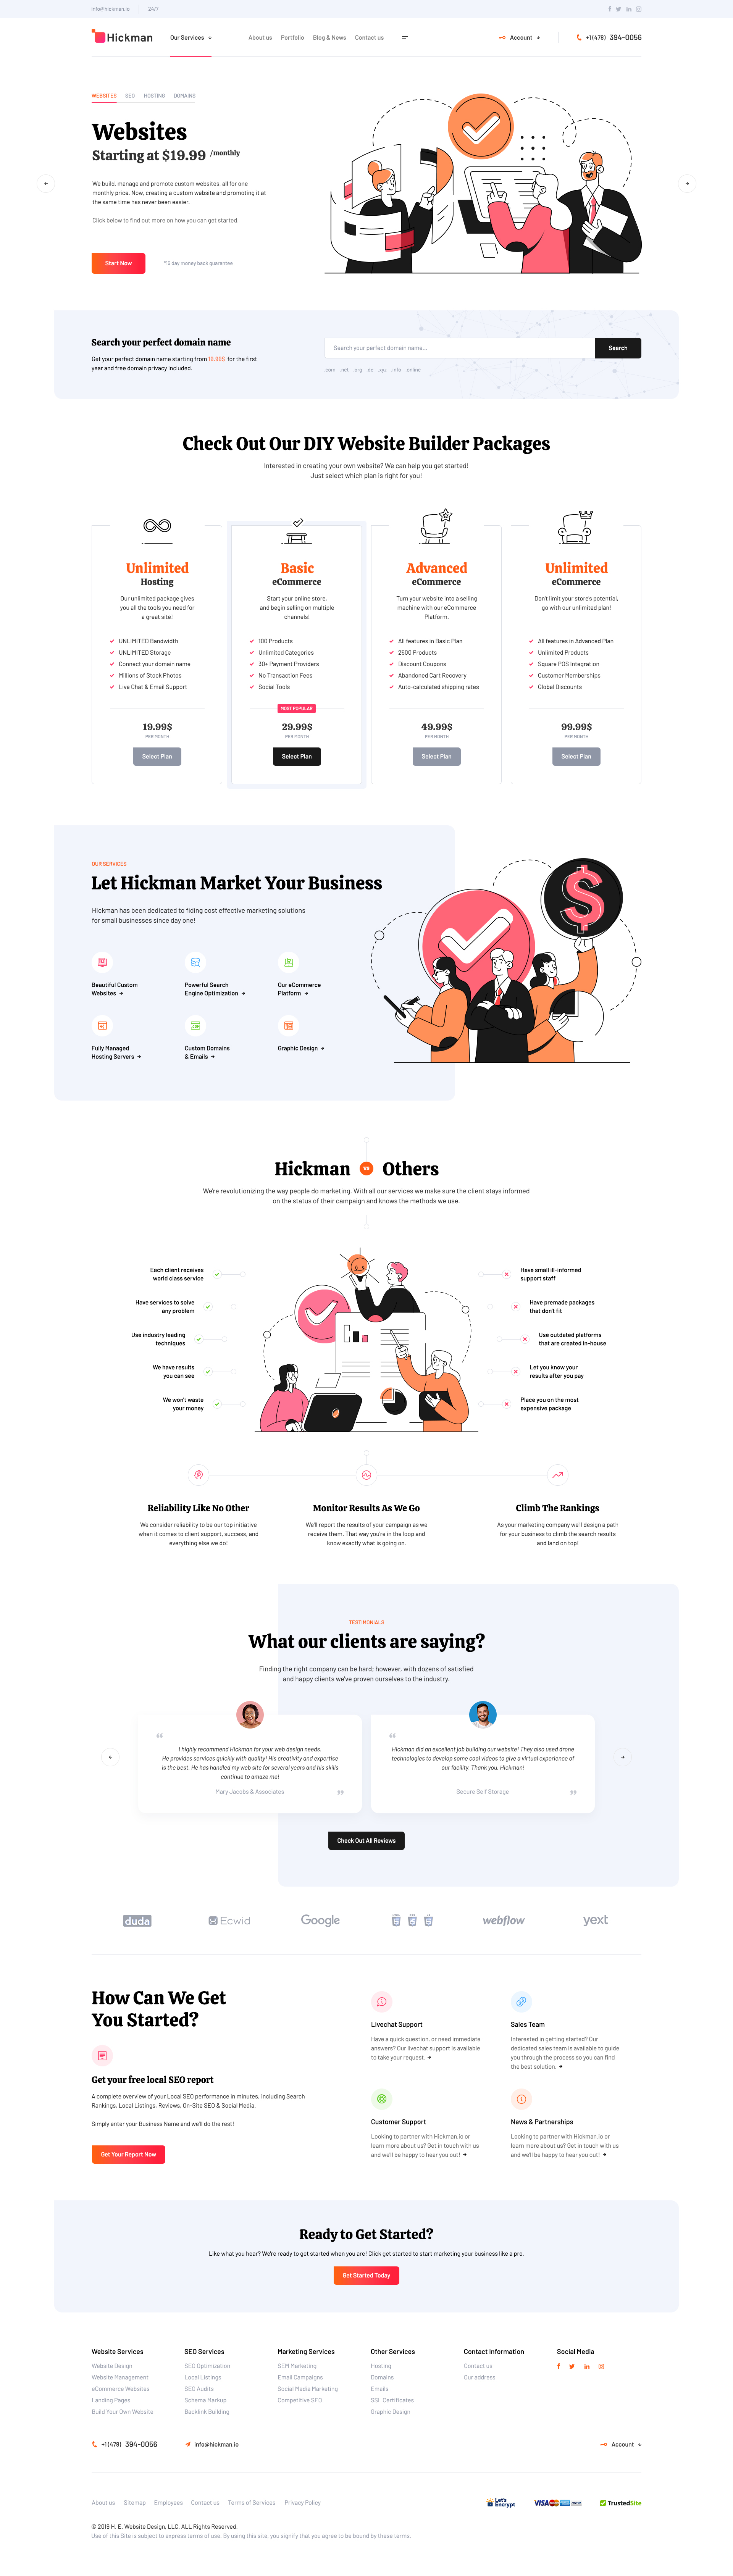 info@hickman.io
24/7
Hickman
Our Services
About us
Portfolio
Blog & News
Contact us
Account
+1 (478) 394-0056
WEBSITES
SEO
HOSTING
DOMAINS
Websites
Starting at $19.99 /monthly
We build, manage and promote custom websites, all for one
monthly price. Now, creating a custom website and promoting it at
the same time has never been easier.
Click below to find out more on how you can get started.
Start Now
*15 day money back guarantee
Search your perfect domain name
Get your perfect domain name starting from 19.99$ for the first
year and free domain privacy included.
Search your perfect domain name...
Search
.com .net .org .de .xyz .info .online
Check Out Our DIY Website Builder Packages
Interested in creating your own website? We can help you get started!
Just select which plan is right for you!
Unlimited
Hosting
Our unlimited package gives
you all the tools you need for
a great site!
UNLIMITED Bandwidth
UNLIMITED Storage
Connect your domain name
Millions of Stock Photos
Live Chat & Email Support
19.99$
PER MONTH
Select Plan
Basic
eCommerce
Start your online store,
and begin selling on multiple
channels!
100 Products
Unlimited Categories
30+ Payment Providers
No Transaction Fees
Social Tools
MOST POPULAR
29.99$
PER MONTH
Select Plan
Advanced
eCommerce
Turn your website into a selling
machine with our eCommerce
Platform.
All features in Basic Plan
2500 Products
Discount Coupons
Abandoned Cart Recovery
Auto-calculated shipping rates
49.99$
PER MONTH
Select Plan
Unlimited
eCommerce
Don't limit your store's potential,
go with our unlimited plan!
All features in Advanced Plan
Unlimited Products
Square POS Integration
Customer Memberships
Global Discounts
99.99$
PER MONTH
Select Plan
OUR SERVICES
Let Hickman Market Your Business
Hickman has been dedicated to fiding cost effective marketing solutions
for small businesses since day one!
Beautiful Custom
Websites
Powerful Search
Engine Optimization
Our eCommerce
Platform
Fully Managed
Hosting Servers
Custom Domains
& Emails
Graphic Design
Hickman VS Others
We're revolutionizing the way people do marketing. With all our services we make sure the client stays informed
on the status of their campaign and knows the methods we use.
Each client receives
world class service
Have services to solve
any problem
Use industry leading
techniques
We have results
you can see
We won't waste
your money
Have small ill-informed
support staff
Have premade packages
that don't fit
Use outdated platforms
that are created in-house
Let you know your
results after you pay
Place you on the most
expensive package
Reliability Like No Other
We consider reliability to be our top initiative
when it comes to client support, success, and
everything else we do!
Monitor Results As We Go
We'll report the results of your campaign as we
receive them. That way you're in the loop and
know exactly what is going on.
Climb The Rankings
As your marketing company we'll design a path
for your business to climb the search results
and land on top!
TESTIMONIALS
What our clients are saying?
Finding the right company can be hard; however, with dozens of satisfied
and happy clients we've proven ourselves to the industry.
I highly recommend Hickman for your web design needs.
He provides services quickly with quality! His creativity and expertise
is the best. He has handled my web site for several years and his skills
continue to amaze me!
Mary Jacobs & Associates
Hickman did an excellent job building our website! They also used drone
technologies to develop some cool videos to give a virtual experience of
our facility. Thank you, Hickman!
Secure Self Storage
Check Out All Reviews
duda
Ecwid
Google
webflow
yext
How Can We Get
You Started?
Get your free local SEO report
A complete overview of your Local SEO performance in minutes; including Search
Rankings, Local Listings, Reviews, On-Site SEO & Social Media.
Simply enter your Business Name and we'll do the rest!
Get Your Report Now
Livechat Support
Have a quick question, or need immediate
answers? Our livechat support is available
to take your request.
Sales Team
Interested in getting started? Our
dedicated sales team is available to guide
you through the process so you can find
the best solution.
Customer Support
Looking to partner with Hickman.io or
learn more about us? Get in touch with us
and we'll be happy to hear you out!
News & Partnerships
Looking to partner with Hickman.io or
learn more about us? Get in touch with us
and we'll be happy to hear you out!
Ready to Get Started?
Like what you hear? We're ready to get started when you are! Click get started to start marketing your business like a pro.
Get Started Today
Website Services
Website Design
Website Management
eCommerce Websites
Landing Pages
Build Your Own Website
SEO Services
SEO Optimization
Local Listings
SEO Audits
Schema Markup
Backlink Building
Marketing Services
SEM Marketing
Email Campaigns
Social Media Marketing
Competitive SEO
Other Services
Hosting
Domains
Emails
SSL Certificates
Graphic Design
Contact Information
Contact us
Our address
Social Media
+1 (478) 394-0056
info@hickman.io
Account
About us
Sitemap
Employees
Contact us
Terms of Services
Privacy Policy
Let's
Encrypt
VISA
TrustedSite
© 2019 H. E. Website Design, LLC. ALL Rights Reserved.
Use of this Site is subject to express terms of use. By using this site, you signify that you agree to be bound by these terms.